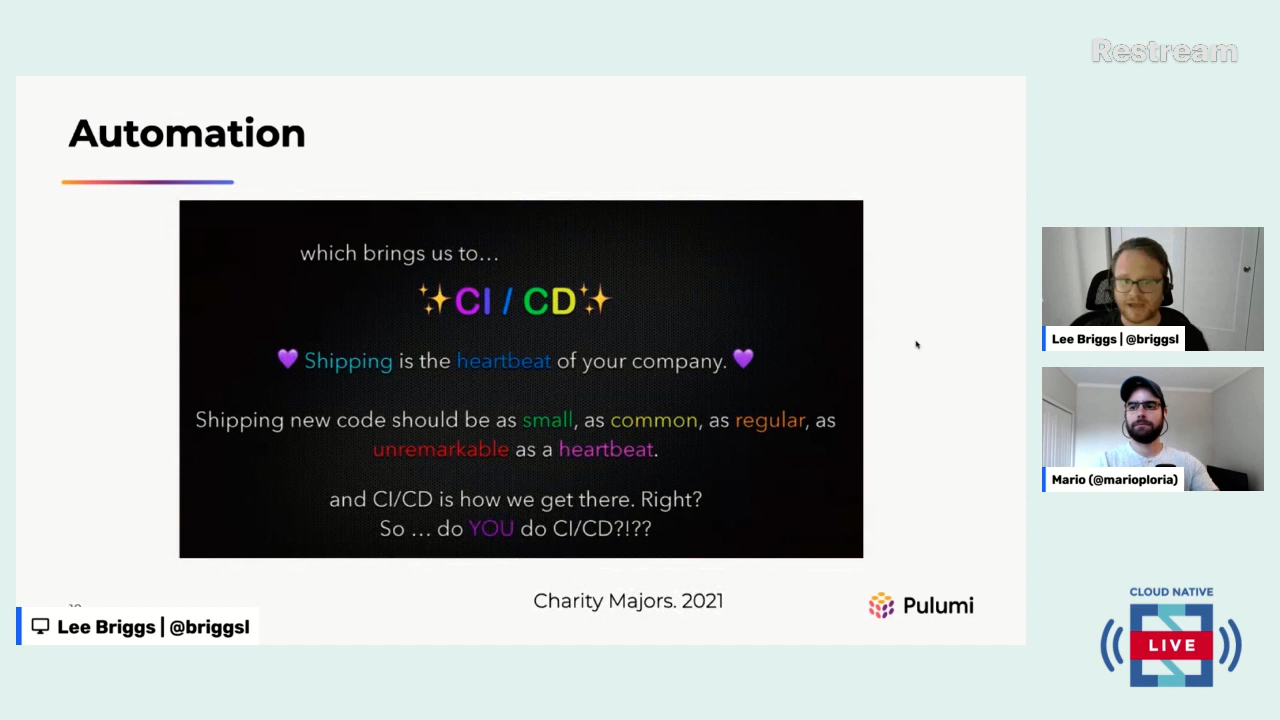 Restream
Automation
which brings us to...
✨CI / CD✨
💜 Shipping is the heartbeat of your company. 💜
Shipping new code should be as small, as common, as regular, as
unremarkable as a heartbeat.
and CI/CD is how we get there. Right?
So ... do YOU do CI/CD?!??
Charity Majors. 2021
Pulumi
Lee Briggs | @briggsl
Lee Briggs | @briggsl
Mario (@marioploria)
CLOUD NATIVE
LIVE